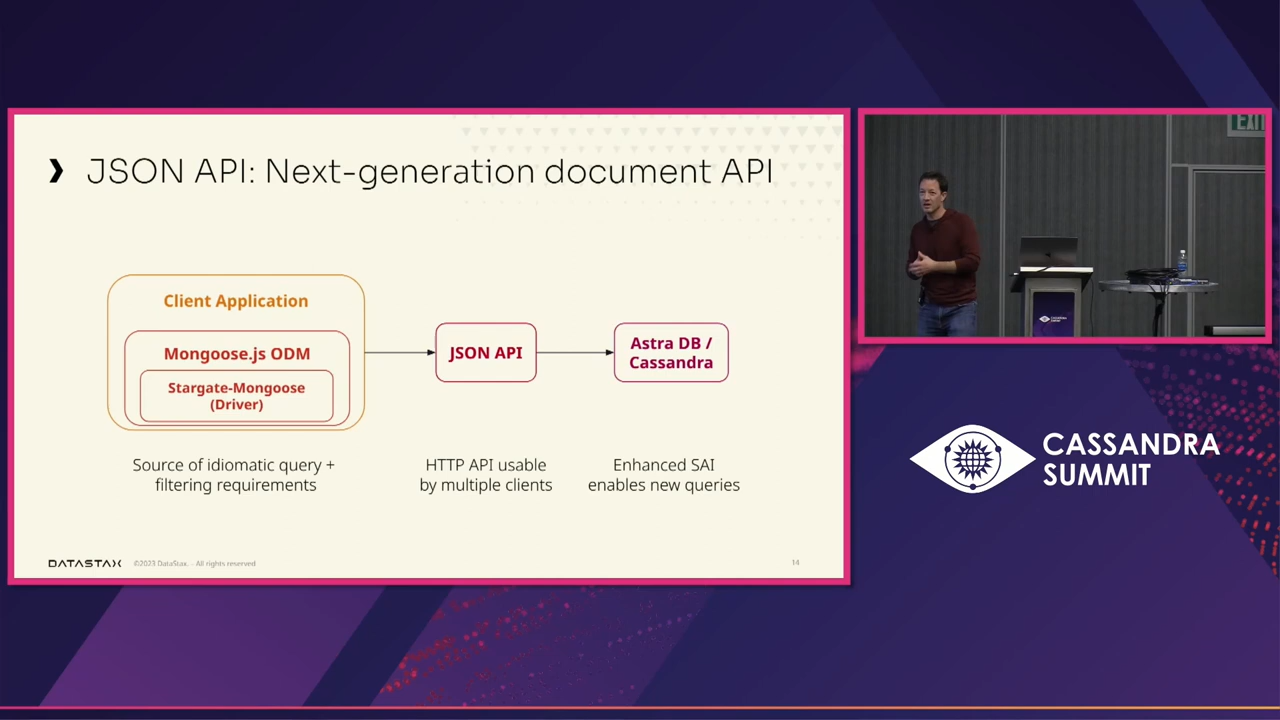 ❯ JSON API: Next-generation document API
Client Application
Mongoose.js ODM
Stargate-Mongoose
(Driver)
JSON API
Astra DB /
Cassandra
Source of idiomatic query +
filtering requirements
HTTP API usable
by multiple clients
Enhanced SAI
enables new queries
DATASTAX
©2023 DataStax. - All rights reserved
14
EXIT
CASSANDRA
SUMMIT